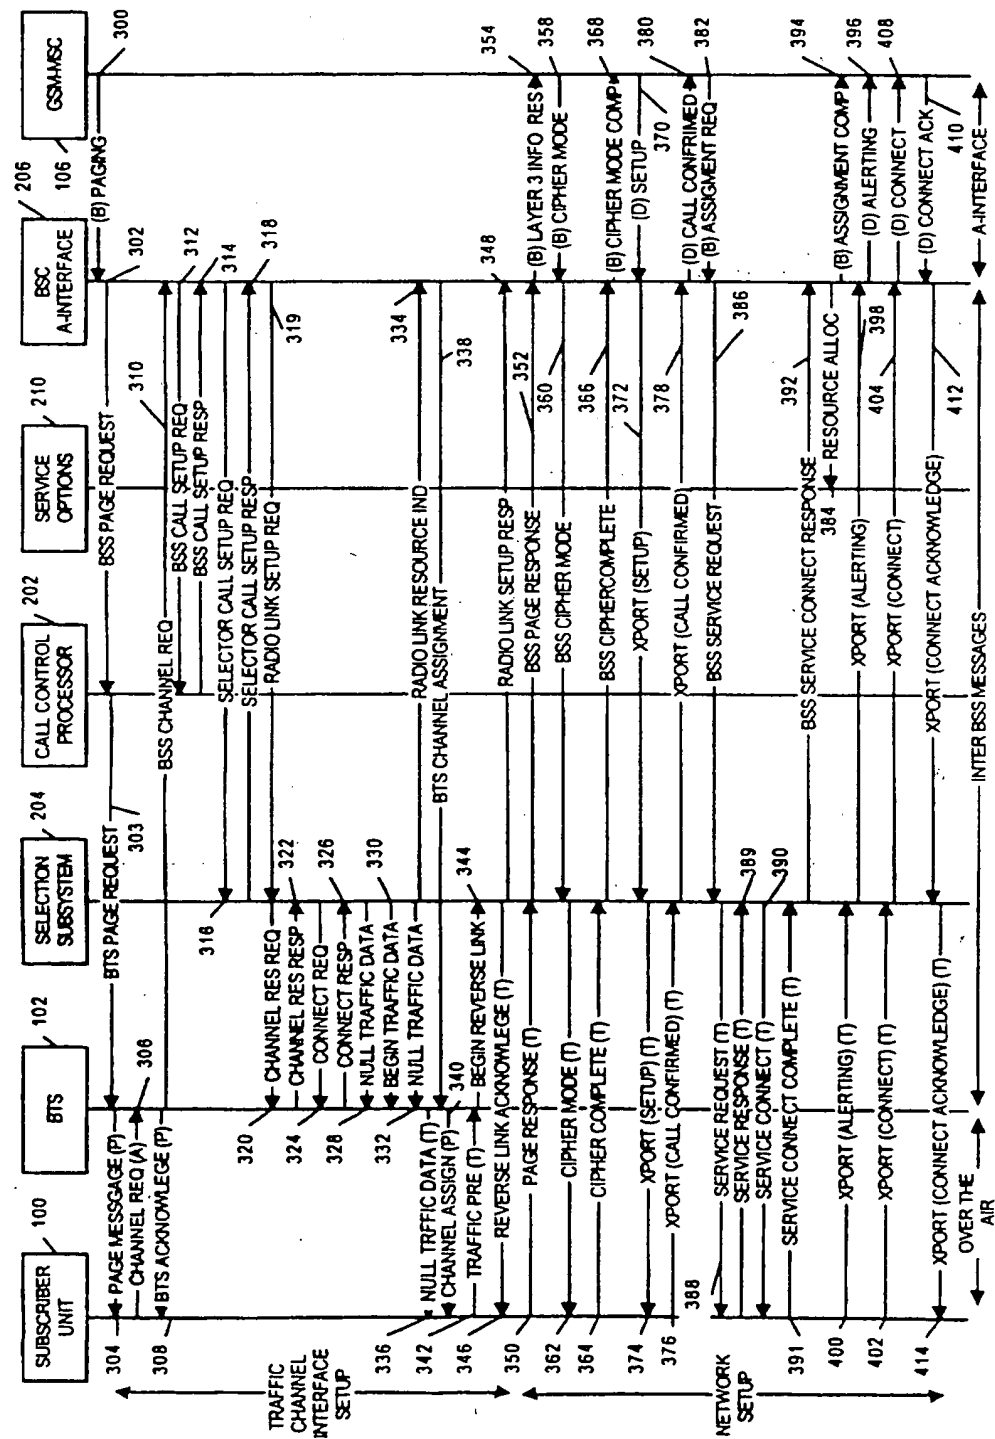 SUBSCRIBER
UNIT
100
BTS
102
SELECTION
SUBSYSTEM
204
CALL CONTROL
PROCESSOR
202
SERVICE
OPTIONS
210
BSC
A-INTERFACE
206
GSM-MSC
106
300
(B) PAGING
302
BSS PAGE REQUEST
303
BTS PAGE REQUEST
304
PAGE MESSGAGE (P)
306
CHANNEL REQ (A)
308
BTS ACKNOWLEGE (P)
310
BSS CHANNEL REQ
312
BSS CALL SETUP REQ
314
BSS CALL SETUP RESP
316
SELECTOR CALL SETUP REQ
318
SELECTOR CALL SETUP RESP
319
RADIO LINK SETUP REQ
320
CHANNEL RES REQ
322
CHANNEL RES RESP
324
CONNECT REQ
326
CONNECT RESP
328
NULL TRAFFIC DATA
330
BEGIN TRAFFIC DATA
332
NULL TRAFFIC DATA
334
RADIO LINK RESOURCE IND
336
NULL TRFFIC DATA (T)
338
BTS CHANNEL ASSIGNMENT
340
342
CHANNEL ASSIGN (P)
344
BEGIN REVERSE LINK
346
TRAFFIC PRE (T)
348
RADIO LINK SETUP RESP
REVERSE LINK ACKNOWLEGE (T)
350
PAGE RESPONSE (T)
352
BSS PAGE RESPONSE
354
(B) LAYER 3 INFO RES
358
(B) CIPHER MODE
360
BSS CIPHER MODE
362
CIPHER MODE (T)
364
CIPHER COMPLETE (T)
366
BSS CIPHERCOMPLETE
368
(B) CIPHER MODE COMP
370
(D) SETUP
372
XPORT (SETUP)
374
XPORT (SETUP) (T)
376
XPORT (CALL CONFIRMED) (T)
378
XPORT (CALL CONFIRMED)
380
(D) CALL CONFRIMED
382
(B) ASSIGMENT REQ
384
RESOURCE ALLOC
386
BSS SERVICE REQUEST
388
SERVICE REQUEST (T)
389
SERVICE RESPONSE (T)
390
SERVICE CONNECT (T)
391
SERVICE CONNECT COMPLETE (T)
392
BSS SERVICE CONNECT RESPONSE
394
(B) ASSIGNMENT COMP
396
(D) ALERTING
398
XPORT (ALERTING)
400
XPORT (ALERTING) (T)
402
XPORT (CONNECT) (T)
404
XPORT (CONNECT)
408
(D) CONNECT
410
(D) CONNECT ACK
412
XPORT (CONNECT ACKNOWLEDGE)
414
XPORT (CONNECT ACKNOWLEDGE) (T)
TRAFFIC
CHANNEL
INTERFACE
SETUP
NETWORK
SETUP
OVER THE
AIR
INTER BSS MESSAGES
A-INTERFACE